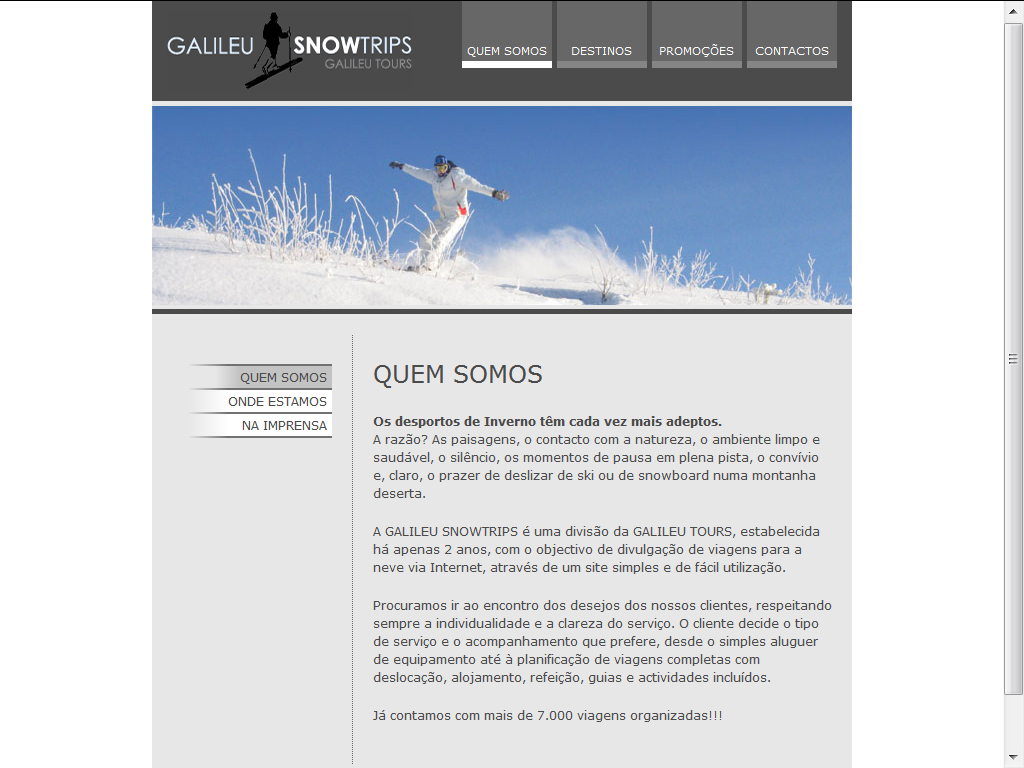 GALILEU SNOWTRIPS
GALILEU TOURS
QUEM SOMOS
DESTINOS
PROMOÇÕES
CONTACTOS
QUEM SOMOS
ONDE ESTAMOS
NA IMPRENSA
QUEM SOMOS
Os desportos de Inverno têm cada vez mais adeptos.
A razão? As paisagens, o contacto com a natureza, o ambiente limpo e
saudável, o silêncio, os momentos de pausa em plena pista, o convívio
e, claro, o prazer de deslizar de ski ou de snowboard numa montanha
deserta.
A GALILEU SNOWTRIPS é uma divisão da GALILEU TOURS, estabelecida
há apenas 2 anos, com o objectivo de divulgação de viagens para a
neve via Internet, através de um site simples e de fácil utilização.
Procuramos ir ao encontro dos desejos dos nossos clientes, respeitando
sempre a individualidade e a clareza do serviço. O cliente decide o tipo
de serviço e o acompanhamento que prefere, desde o simples aluguer
de equipamento até à planificação de viagens completas com
deslocação, alojamento, refeição, guias e actividades incluídos.
Já contamos com mais de 7.000 viagens organizadas!!!